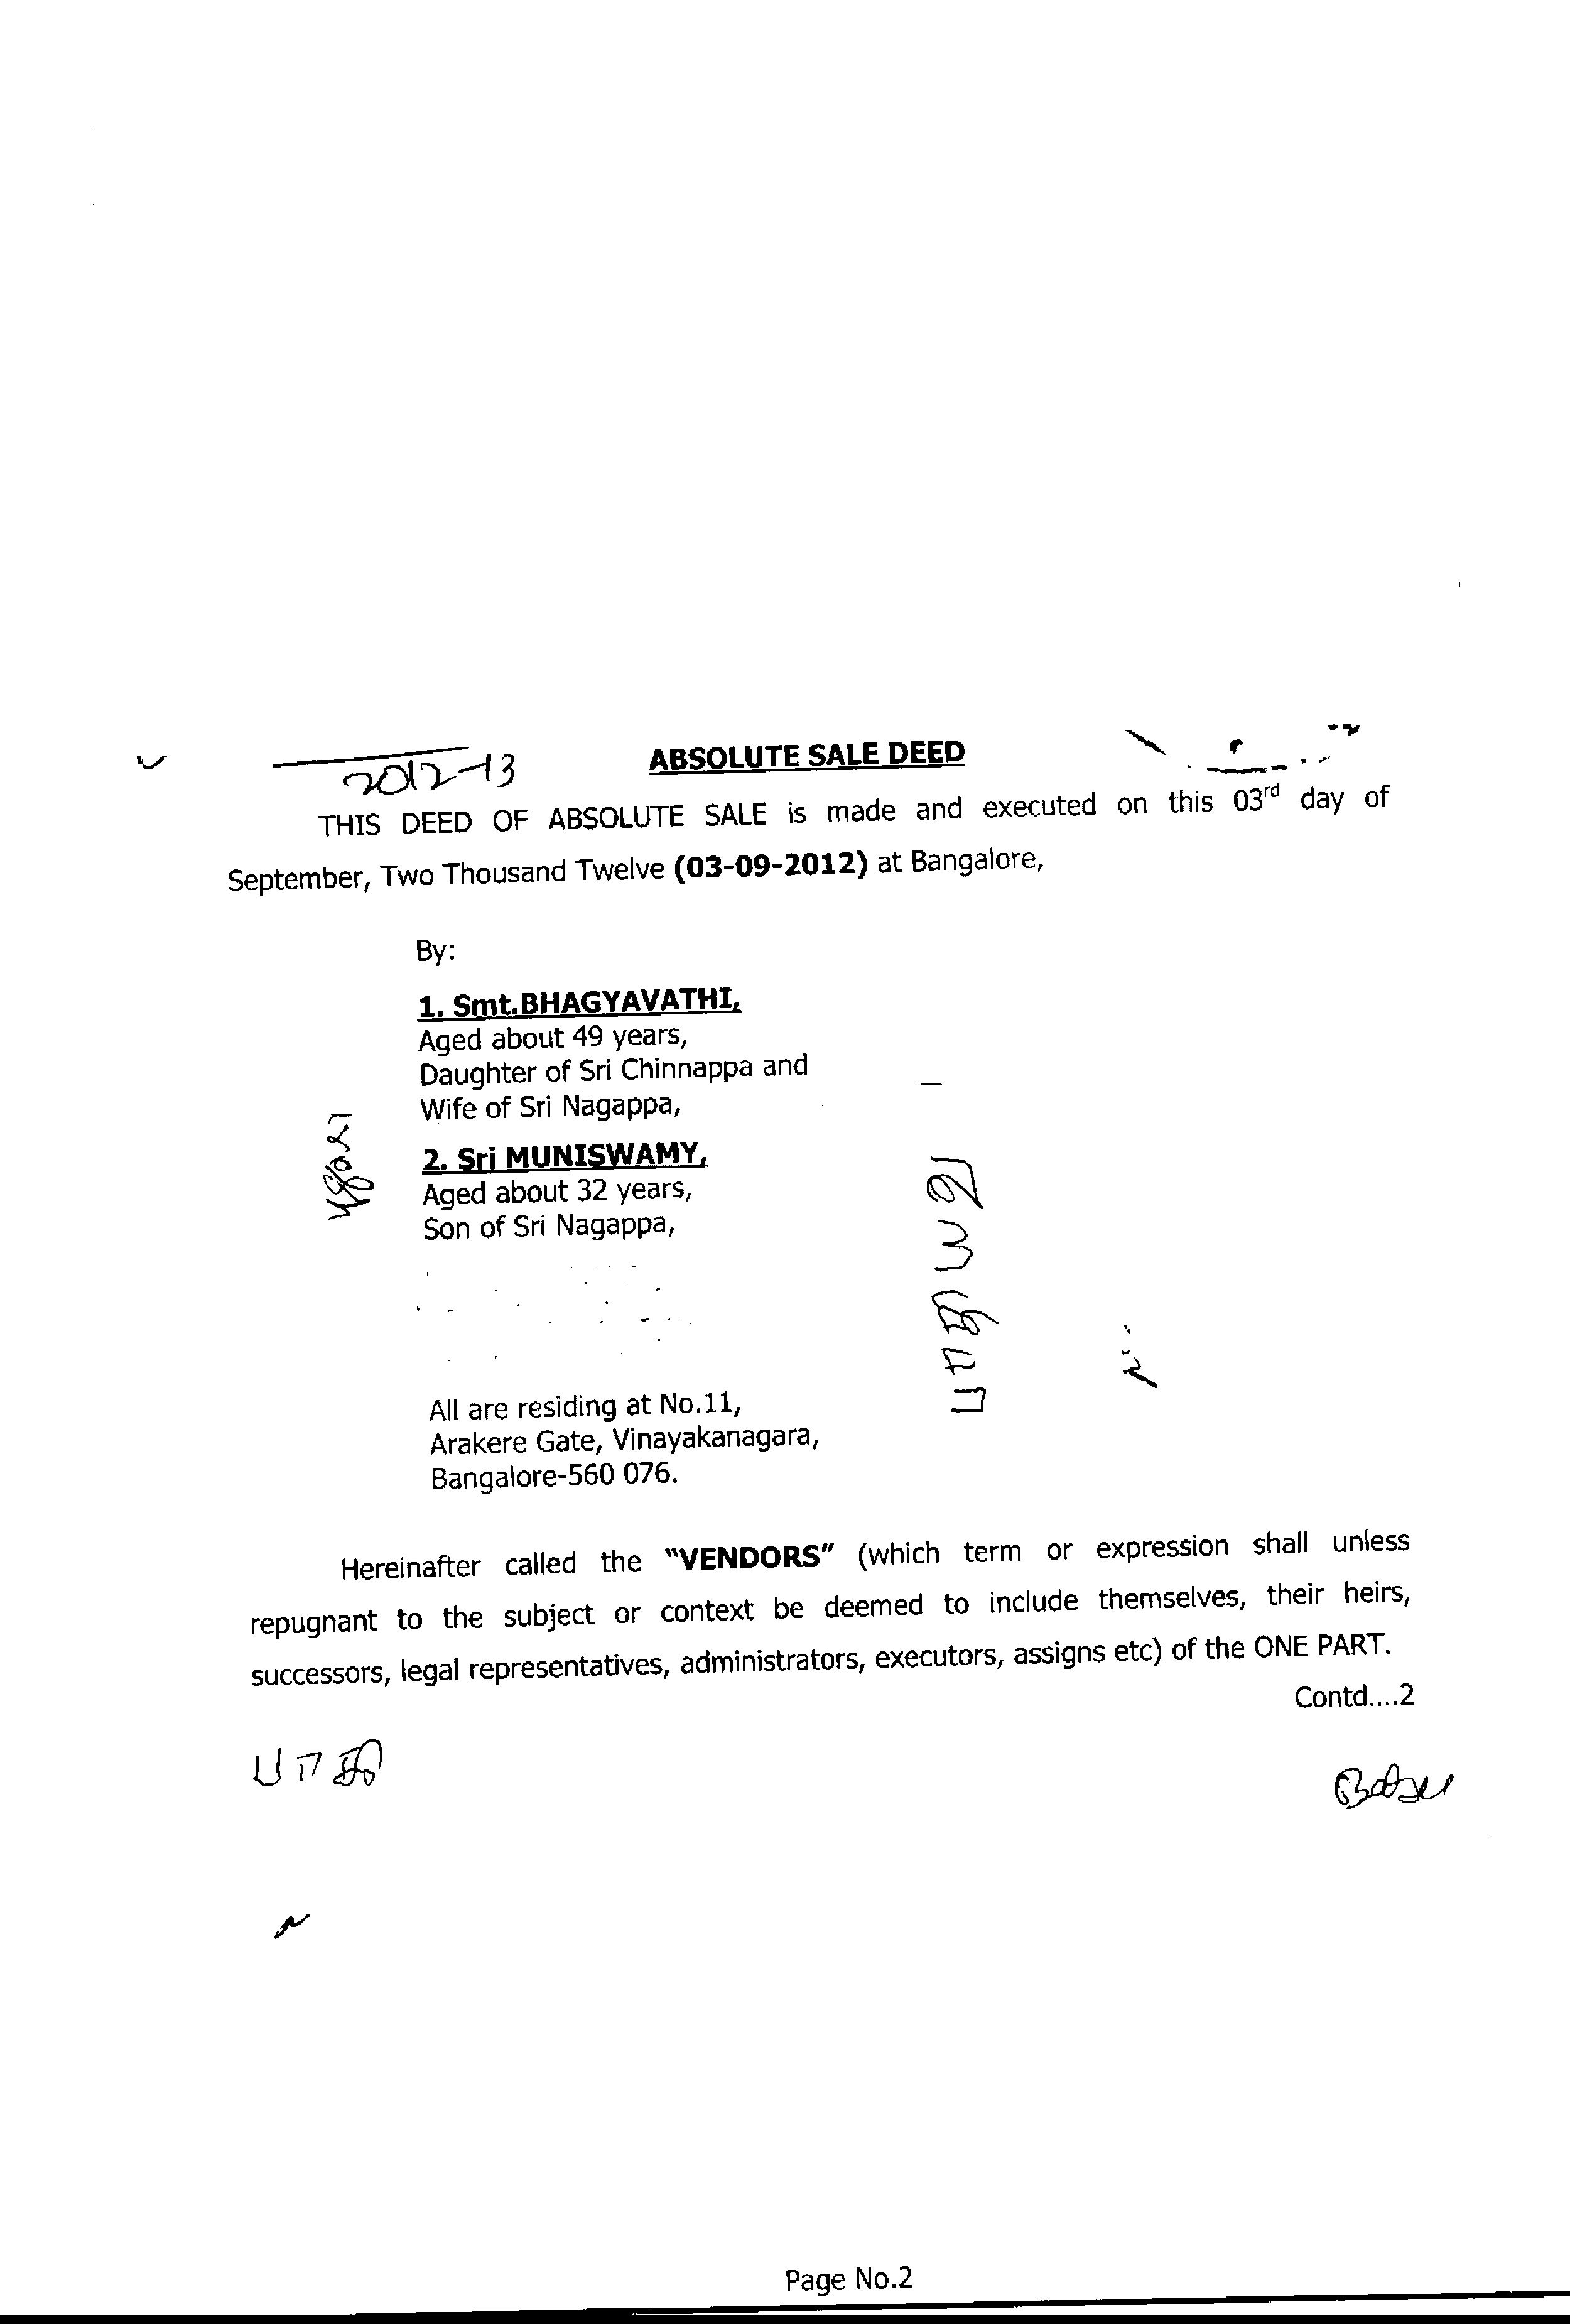 2012-13
ABSOLUTE SALE DEED
THIS DEED OF ABSOLUTE SALE is made and executed on this 03rd day of
September, Two Thousand Twelve (03-09-2012) at Bangalore,
By:
1. Smt.BHAGYAVATHI,
Aged about 49 years,
Daughter of Sri Chinnappa and
Wife of Sri Nagappa,
2. Sri MUNISWAMY,
Aged about 32 years,
Son of Sri Nagappa,
All are residing at No.11,
Arakere Gate, Vinayakanagara,
Bangalore-560 076.
Hereinafter called the "VENDORS" (which term or expression shall unless
repugnant to the subject or context be deemed to include themselves, their heirs,
successors, legal representatives, administrators, executors, assigns etc) of the ONE PART.
Contd....2
Page No.2